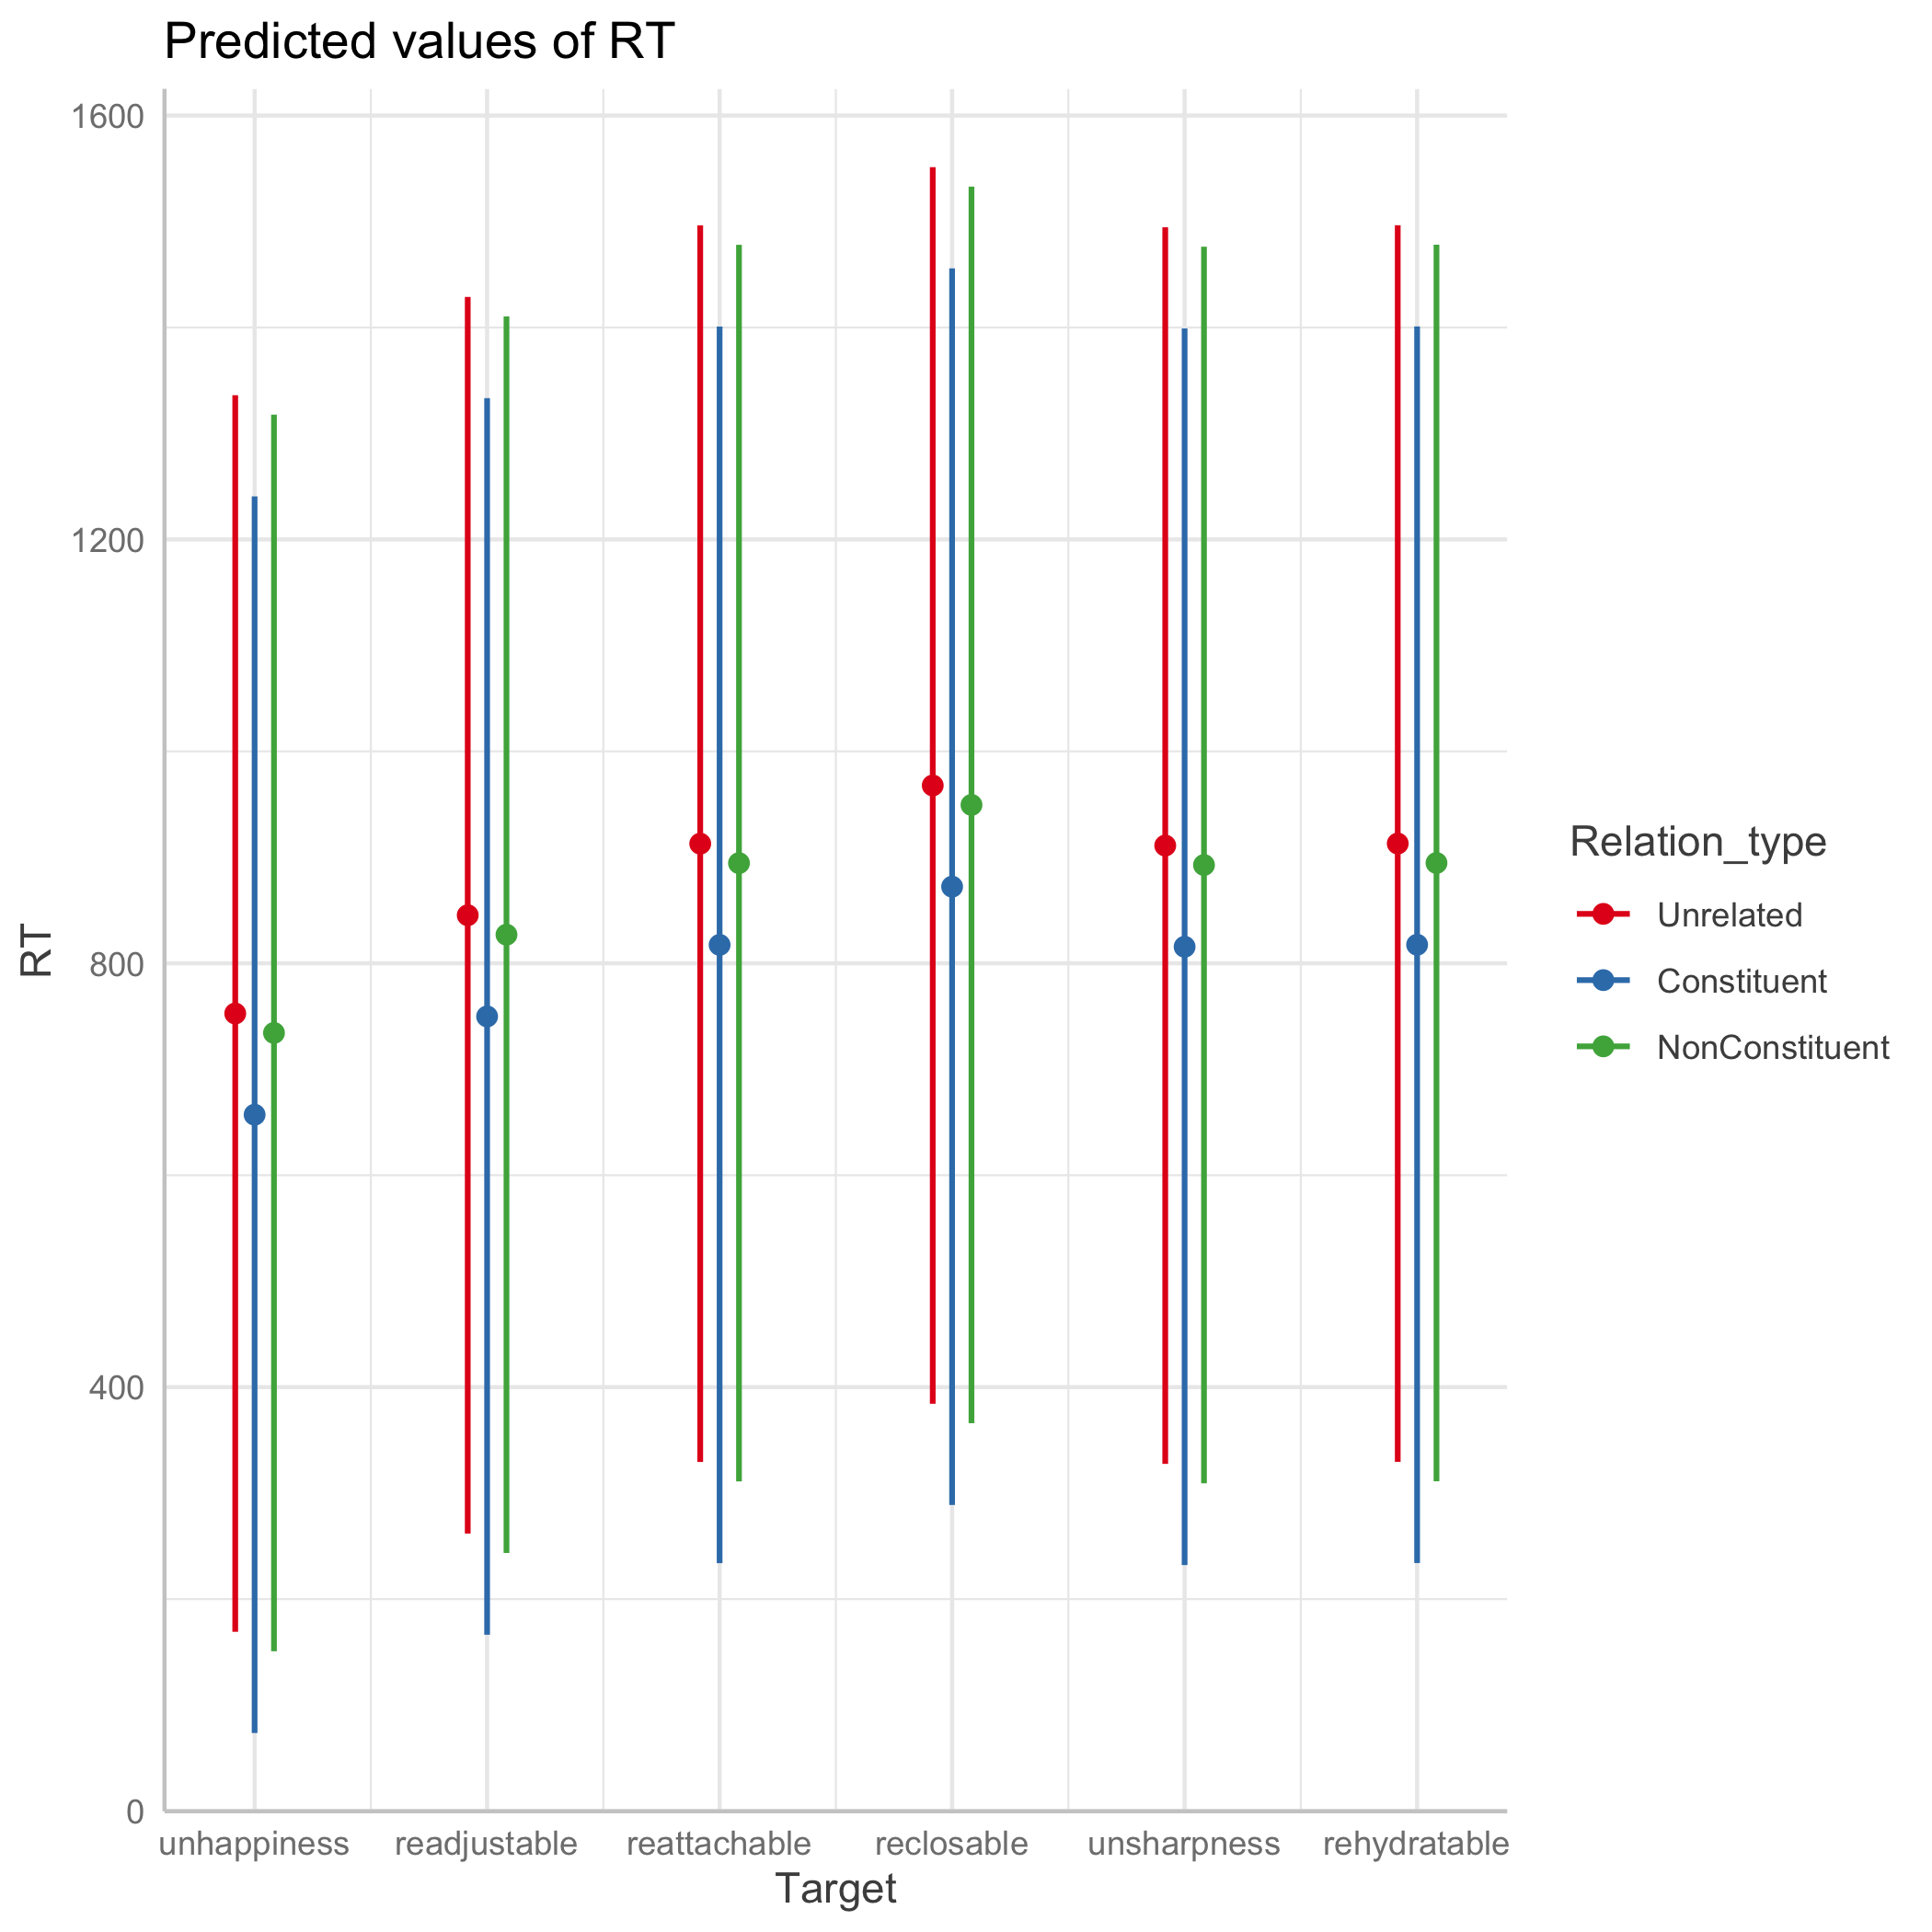 Predicted values of RT
1600
1200
800
400
0
RT
unhappiness readjustable reattachable reclosable unsharpness rehydratable
Target
Relation_type
Unrelated
Constituent
NonConstituent